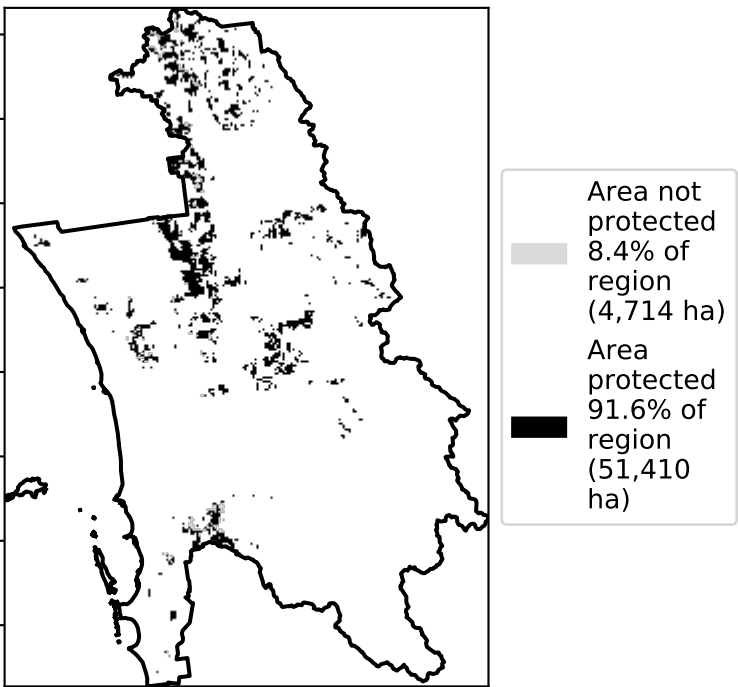 Area not
protected
8.4% of
region
(4,714 ha)
Area
protected
91.6% of
region
(51,410
ha)